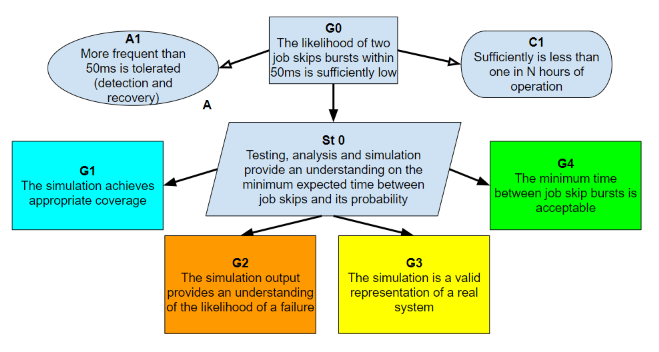 A1
More frequent than
50ms is tolerated
(detection and
recovery)
A
G0
The likelihood of two
job skips bursts within
50ms is sufficiently low
C1
Sufficiently is less than
one in N hours of
operation
St 0
Testing, analysis and simulation
provide an understanding on the
minimum expected time between
job skips and its probability
G1
The simulation achieves
appropriate coverage
G4
The minimum time
between job skip bursts is
acceptable
G2
The simulation output
provides an understanding
of the likelihood of a failure
G3
The simulation is a valid
representation of a real
system